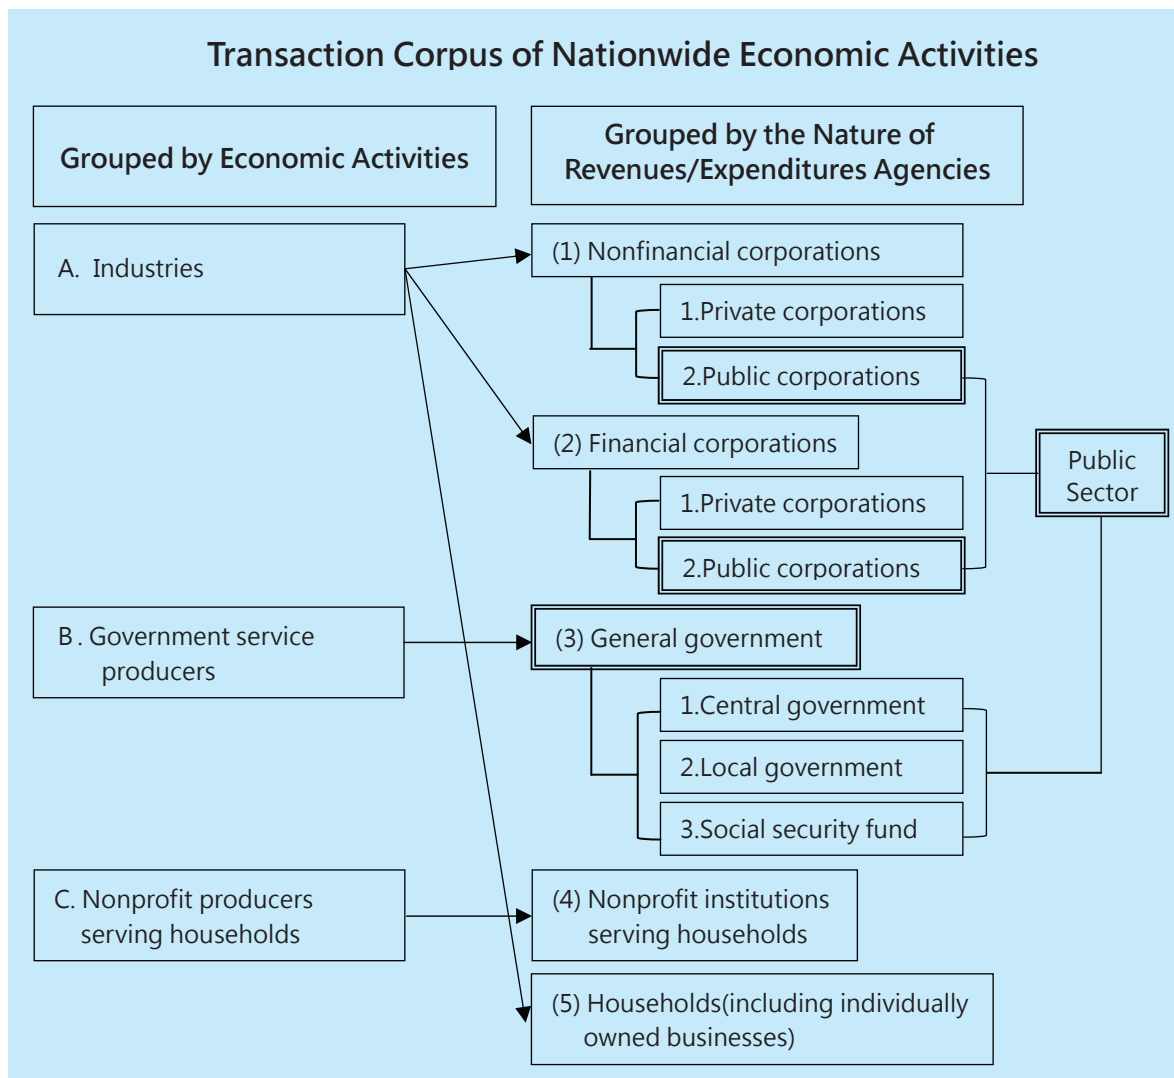 Transaction Corpus of Nationwide Economic Activities
Grouped by Economic Activities
Grouped by the Nature of
Revenues/Expenditures Agencies
A. Industries
(1) Nonfinancial corporations
1.Private corporations
2.Public corporations
(2) Financial corporations
1.Private corporations
2.Public corporations
Public
Sector
B. Government service
producers
(3) General government
1.Central government
2.Local government
3.Social security fund
C. Nonprofit producers
serving households
(4) Nonprofit institutions
serving households
(5) Households(including individually
owned businesses)